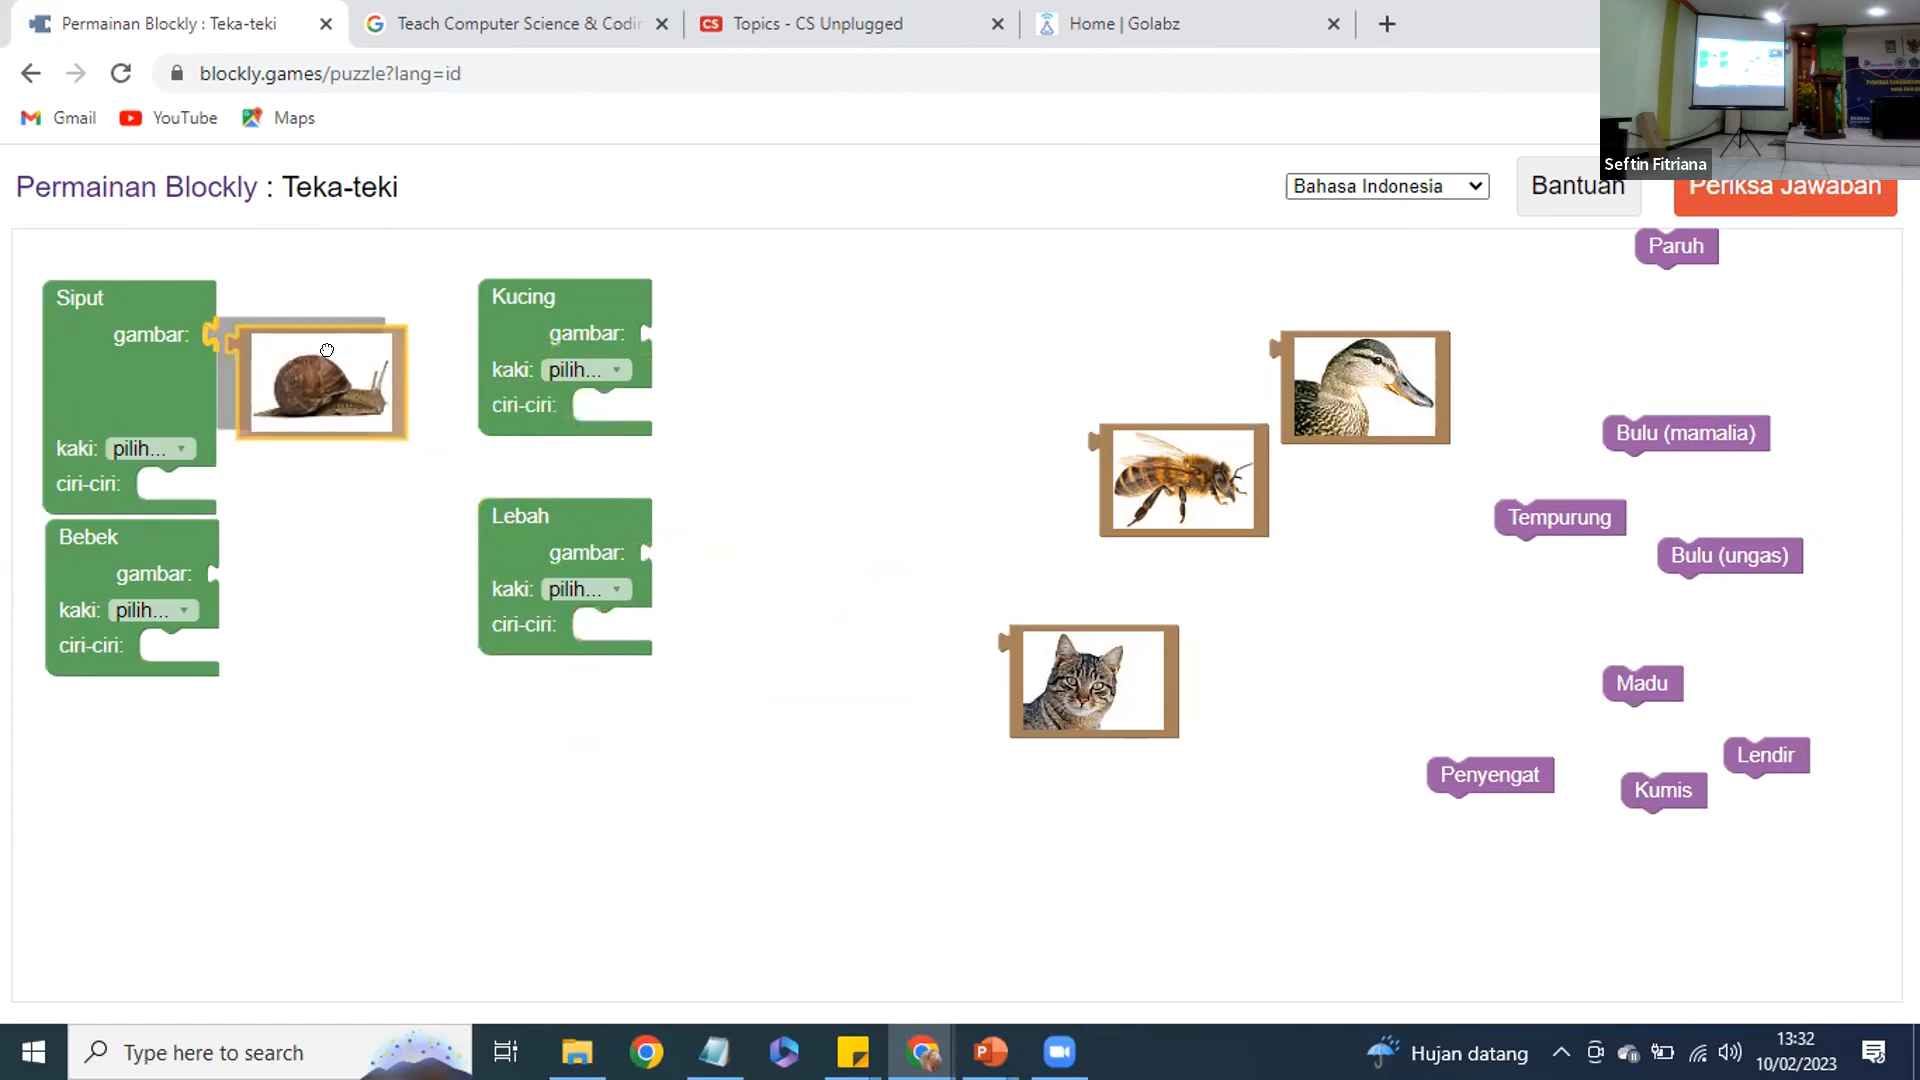 Permainan Blockly : Teka-teki
Teach Computer Science & Codin
CS
Topics - CS Unplugged
Home | Golabz
blockly.games/puzzle?lang=id
Gmail
YouTube
Maps
Seftin Fitriana
Permainan Blockly : Teka-teki
Bahasa Indonesia
Bantuan
Periksa Jawaban
Siput
gambar:
kaki: pilih...
ciri-ciri:
Bebek
gambar:
kaki: pilih...
ciri-ciri:
Kucing
gambar:
kaki: pilih...
ciri-ciri:
Lebah
gambar:
kaki: pilih...
ciri-ciri:
Paruh
Bulu (mamalia)
Tempurung
Bulu (ungas)
Madu
Lendir
Penyengat
Kumis
Type here to search
Hujan datang
13:32
10/02/2023